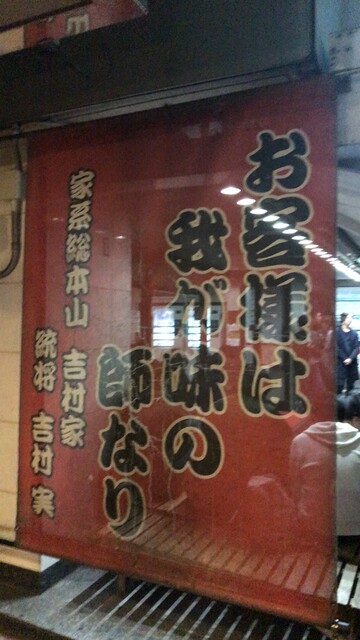 お客様は
我が味の
師なり
家系総本山 吉村家
統将 吉村 実